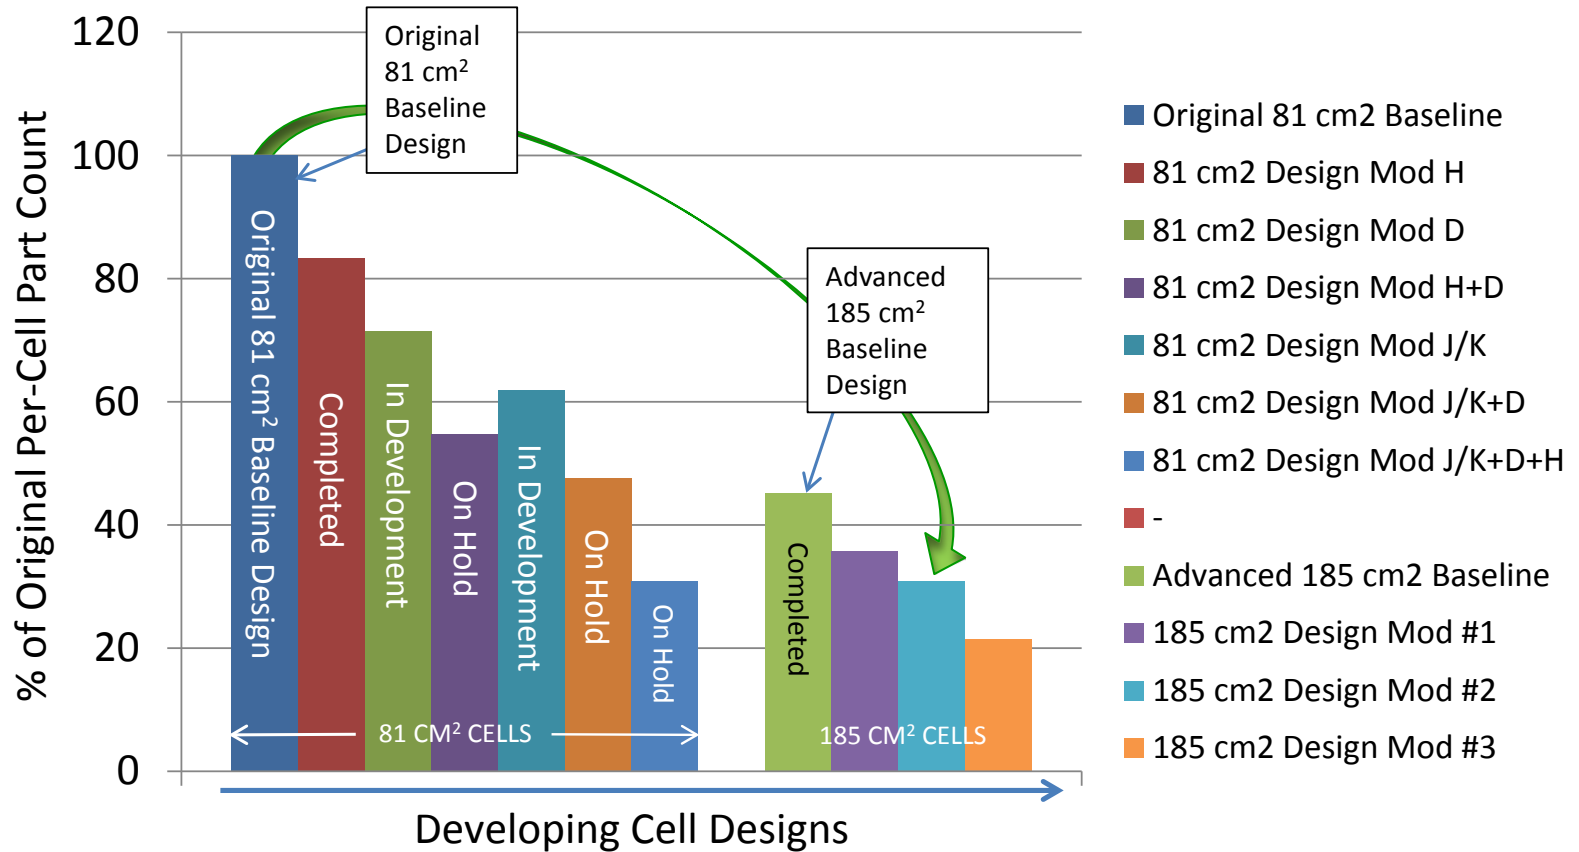 % of Original Per-Cell Part Count
120
100
80
60
40
20
0
Original
81 cm²
Baseline
Design
Advanced
185 cm²
Baseline
Design
Original 81 cm² Baseline Design
Completed
In Development
On Hold
In Development
On Hold
On Hold
Completed
81 CM² CELLS
185 CM² CELLS
Developing Cell Designs
Original 81 cm2 Baseline
81 cm2 Design Mod H
81 cm2 Design Mod D
81 cm2 Design Mod H+D
81 cm2 Design Mod J/K
81 cm2 Design Mod J/K+D
81 cm2 Design Mod J/K+D+H
-
Advanced 185 cm2 Baseline
185 cm2 Design Mod #1
185 cm2 Design Mod #2
185 cm2 Design Mod #3